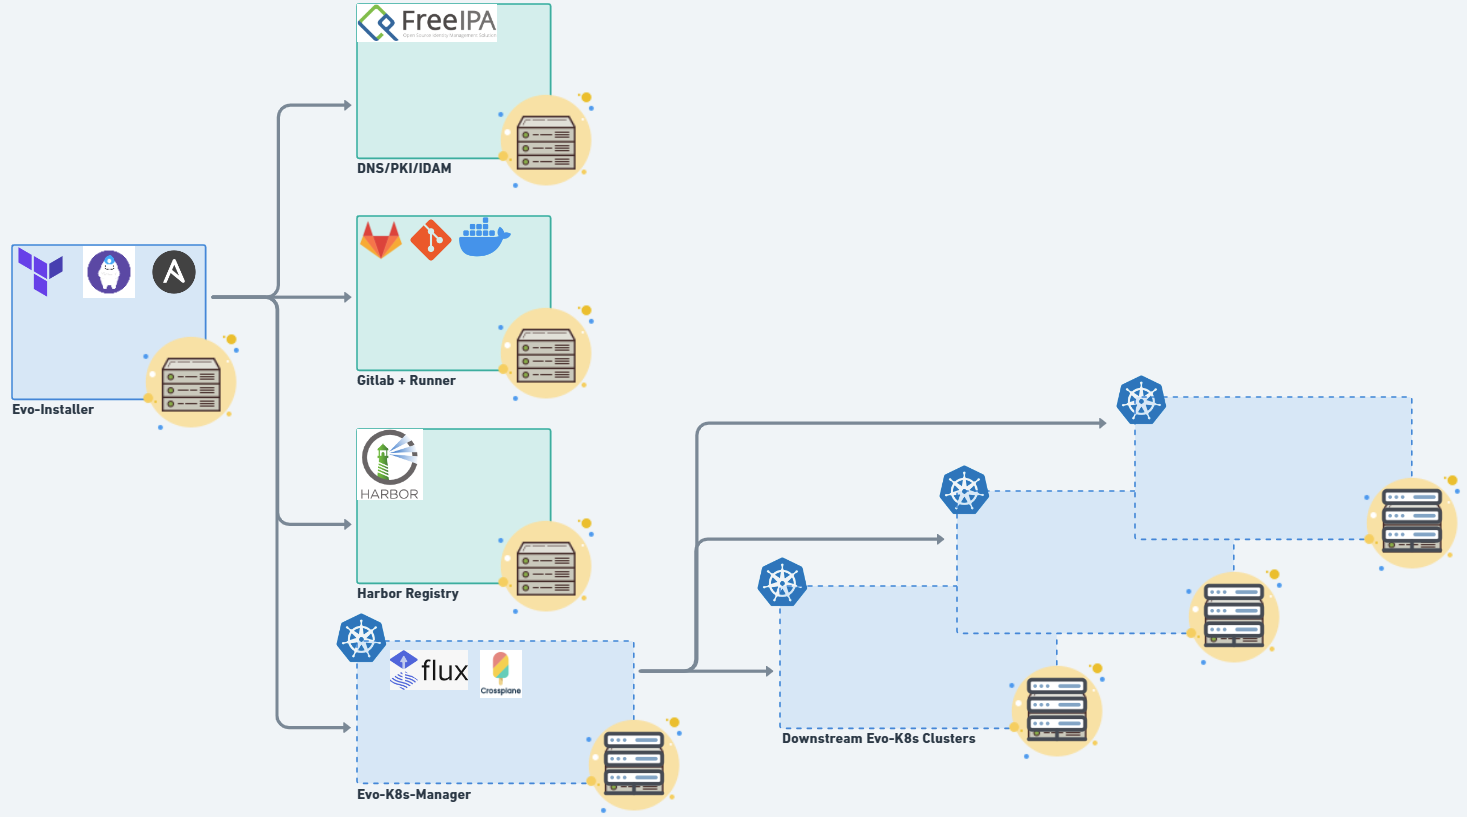 FreeIPA
Open Source Identity Management Solution
DNS/PKI/IDAM
Gitlab + Runner
Evo-Installer
HARBOR
Harbor Registry
flux
Crossplane
Evo-K8s-Manager
Downstream Evo-K8s Clusters